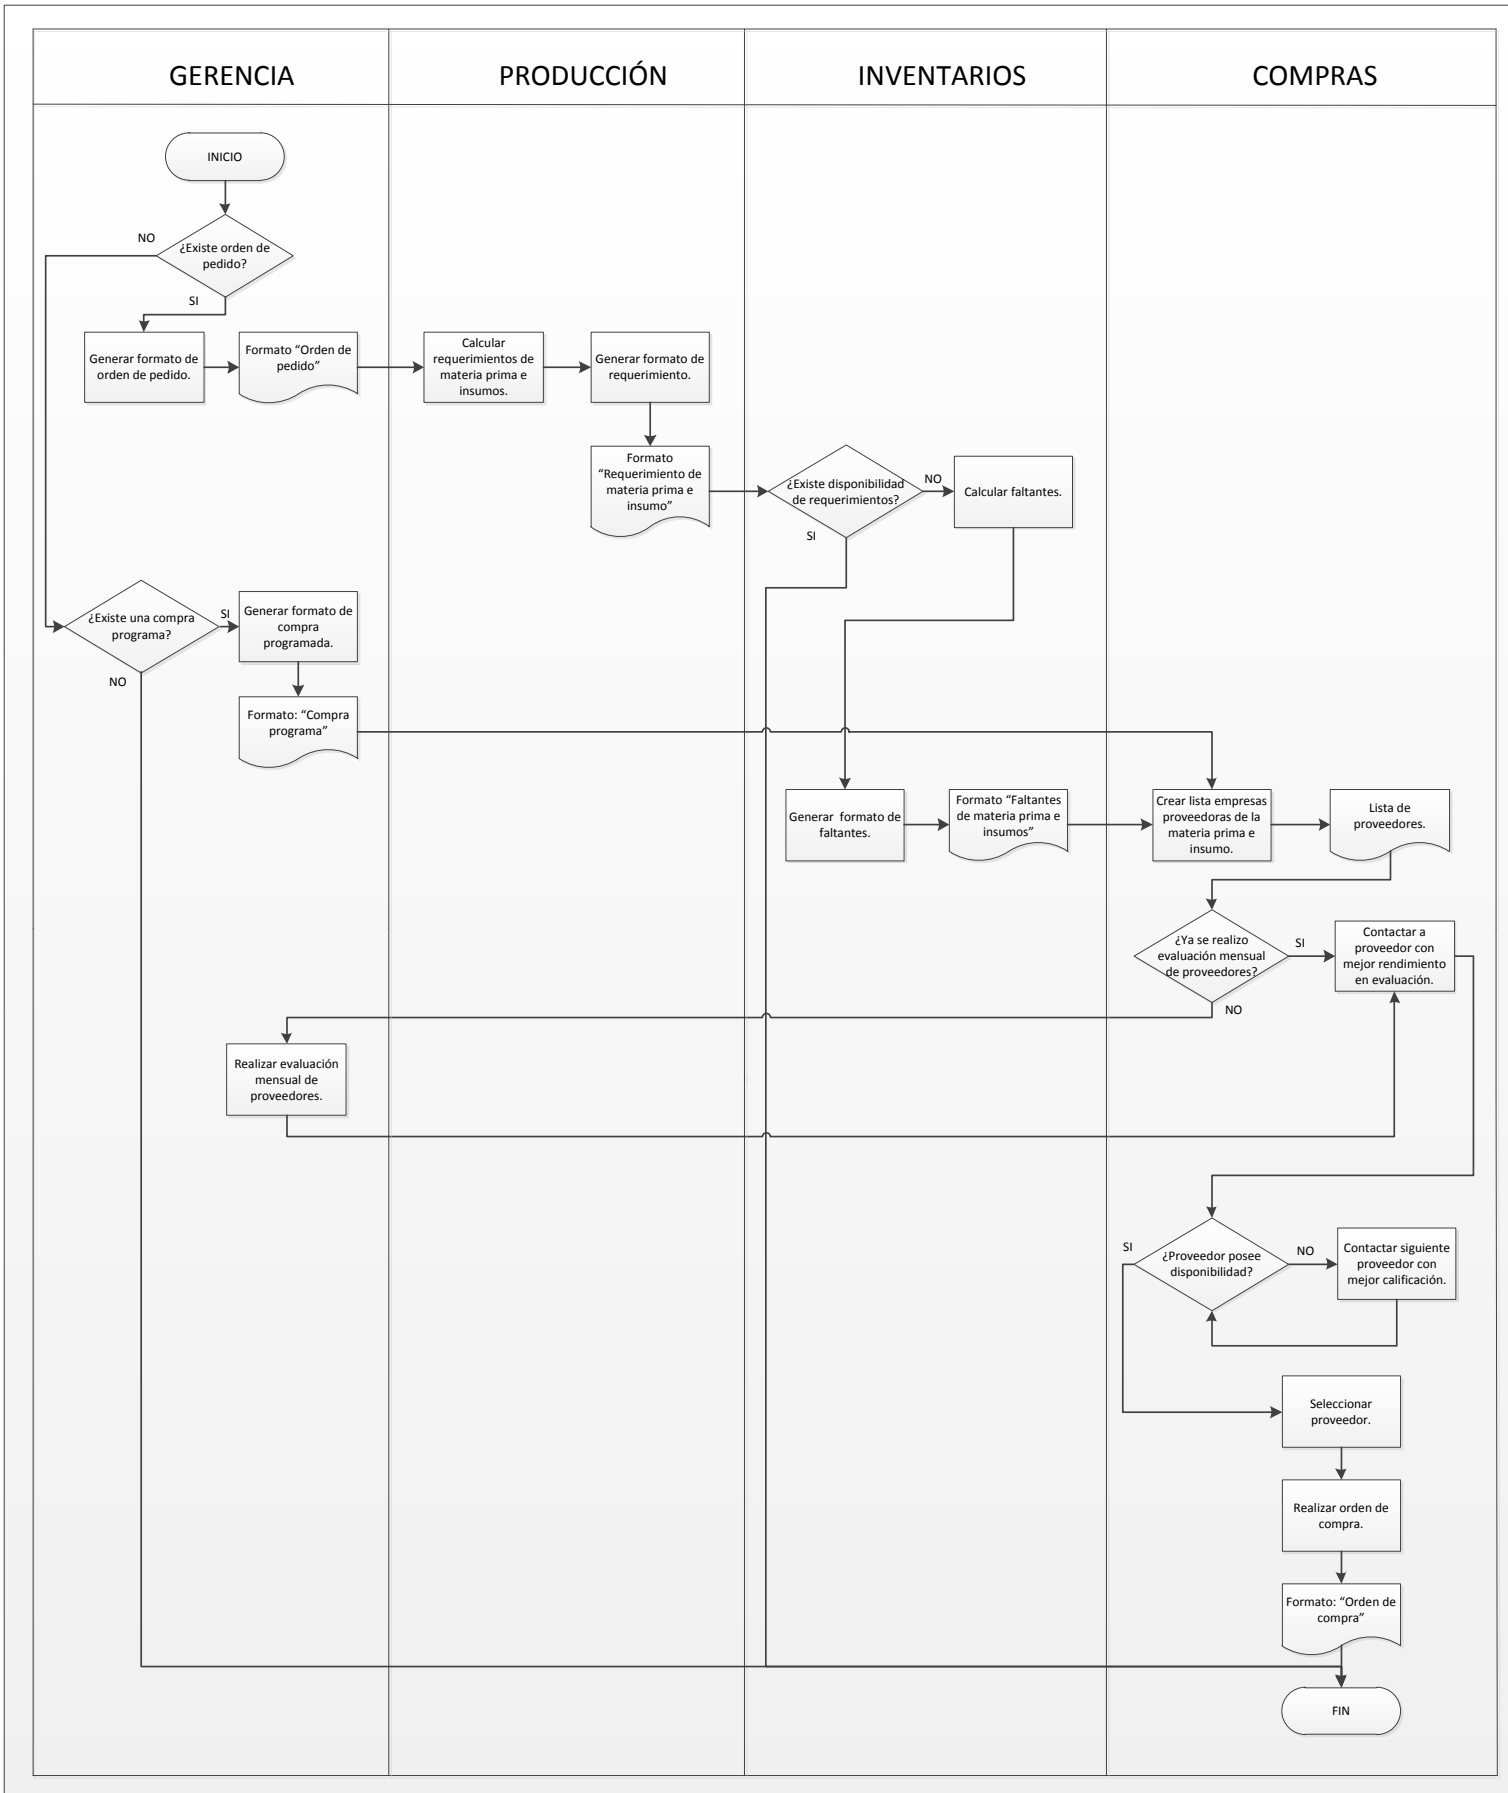 GERENCIA
PRODUCCIÓN
INVENTARIOS
COMPRAS
INICIO
NO
¿Existe orden de
pedido?
SI
Generar formato de
orden de pedido.
Formato “Orden de
pedido”
Calcular
requerimientos de
materia prima e
insumos.
Generar formato de
requerimiento.
Formato
“Requerimiento de
materia prima e
insumo”
¿Existe disponibilidad
de requerimientos?
NO
SI
Calcular faltantes.
¿Existe una compra
programa?
SI
NO
Generar formato de
compra
programada.
Formato: “Compra
programa”
Generar  formato de
faltantes.
Formato “Faltantes
de materia prima e
insumos”
Crear lista empresas
proveedoras de la
materia prima e
insumo.
Lista de
proveedores.
¿Ya se realizo
evaluación mensual
de proveedores?
SI
NO
Contactar a
proveedor con
mejor rendimiento
en evaluación.
Realizar evaluación
mensual de
proveedores.
SI
¿Proveedor posee
disponibilidad?
NO
Contactar siguiente
proveedor con
mejor calificación.
Seleccionar
proveedor.
Realizar orden de
compra.
Formato: “Orden de
compra”
FIN